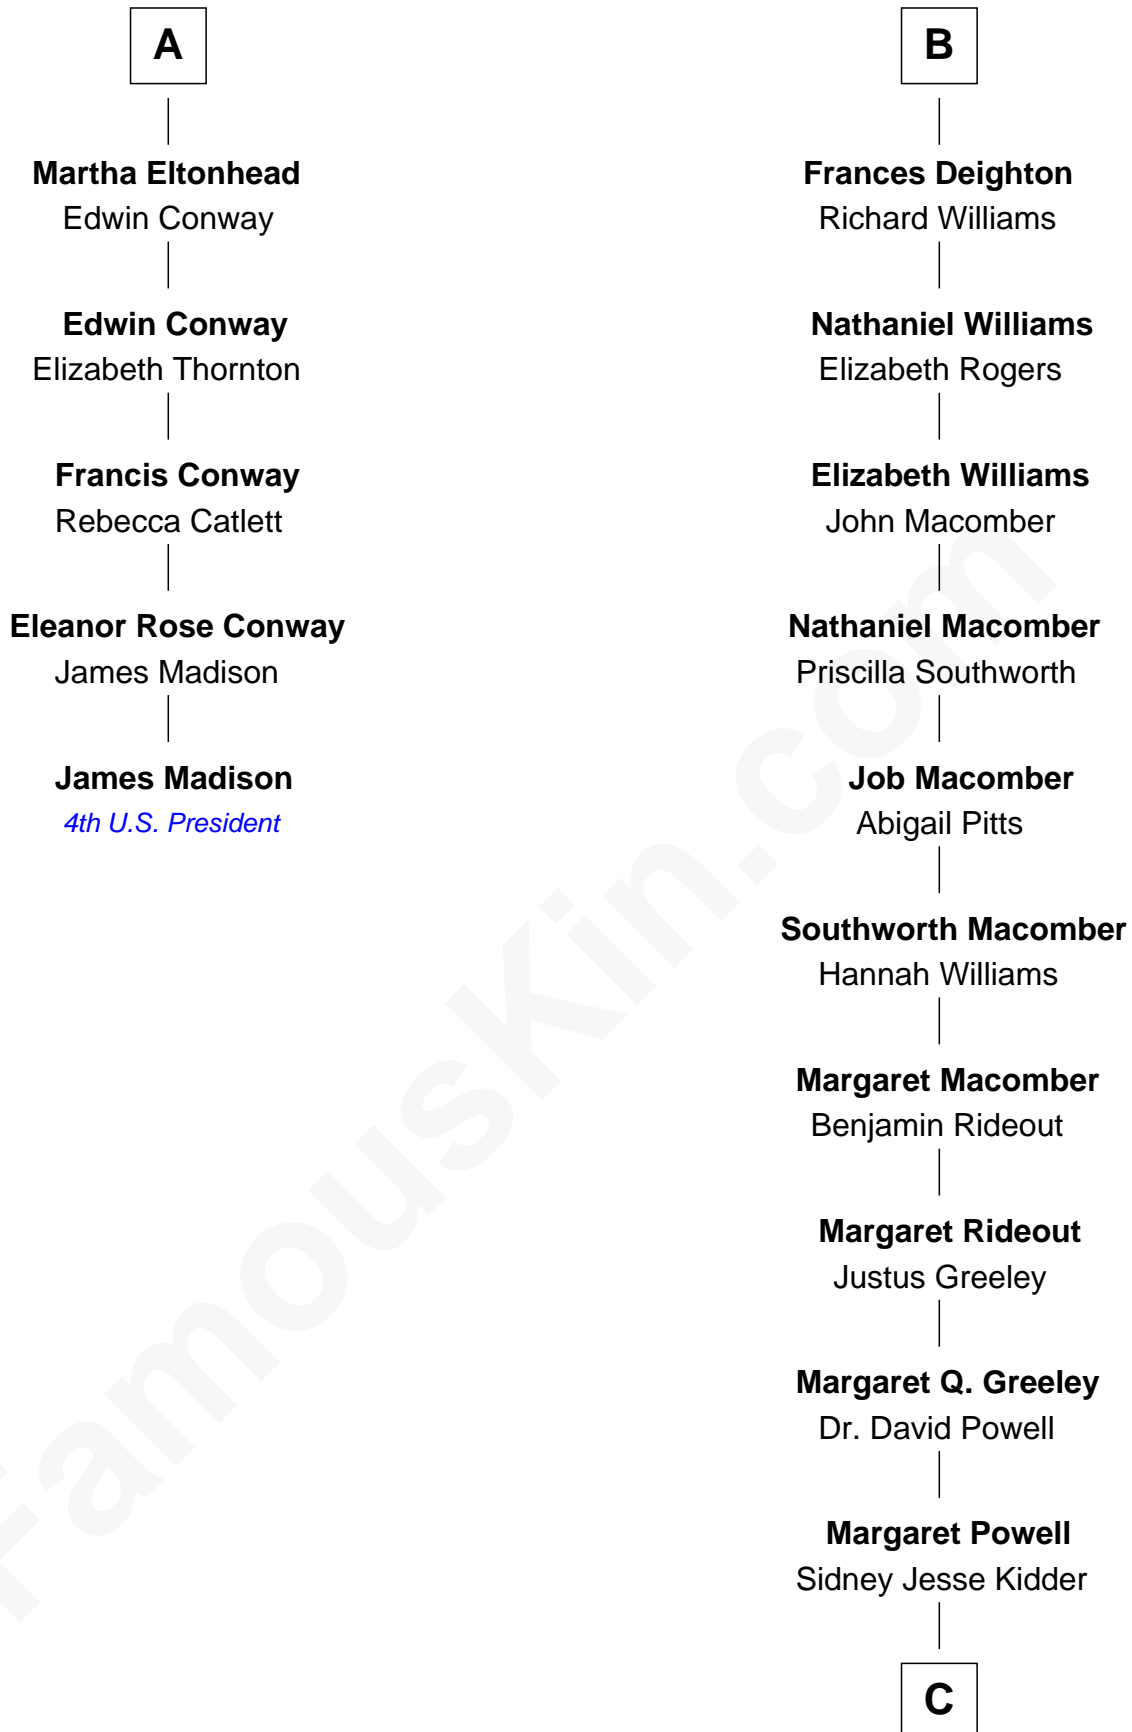 A
Martha Eltonhead
Edwin Conway
Edwin Conway
Elizabeth Thornton
Francis Conway
Rebecca Catlett
Eleanor Rose Conway
James Madison
James Madison
4th U.S. President
B
Frances Deighton
Richard Williams
Nathaniel Williams
Elizabeth Rogers
Elizabeth Williams
John Macomber
Nathaniel Macomber
Priscilla Southworth
Job Macomber
Abigail Pitts
Southworth Macomber
Hannah Williams
Margaret Macomber
Benjamin Rideout
Margaret Rideout
Justus Greeley
Margaret Q. Greeley
Dr. David Powell
Margaret Powell
Sidney Jesse Kidder
C
FamousKin.com